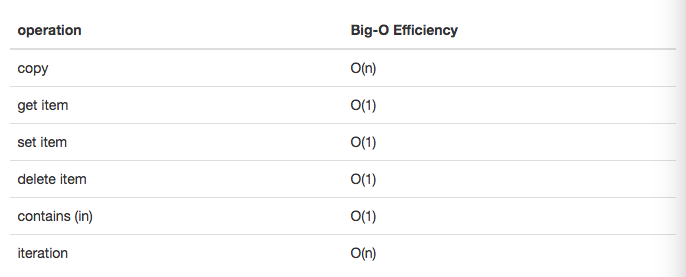 operation Big-O Efficiency
copy O(n)
get item O(1)
set item O(1)
delete item O(1)
contains (in) O(1)
iteration O(n)